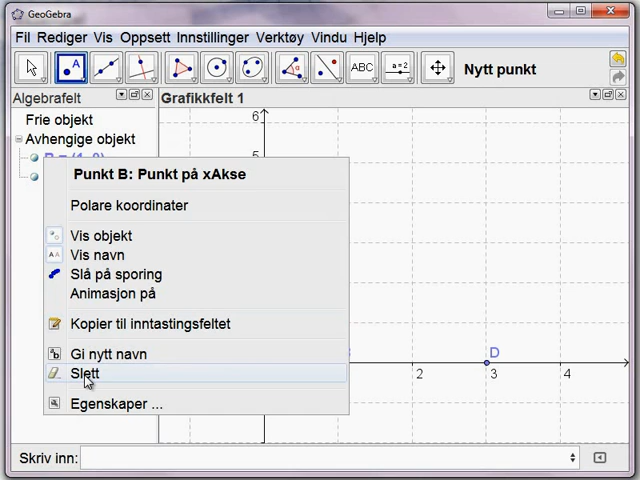 GeoGebra
Fil Rediger Vis Oppsett Innstillinger Verktøy Vindu Hjelp
A ABC a=2 Nytt punkt
Algebrafelt
Grafikkfelt 1
Frie objekt
Avhengige objekt
6
5
Punkt B: Punkt på xAkse
Polare koordinater
Vis objekt
Vis navn
Slå på sporing
Animasjon på
Kopier til inntastingsfeltet
Gi nytt navn
Slett
Egenskaper ...
D
2 3 4
Skriv inn: